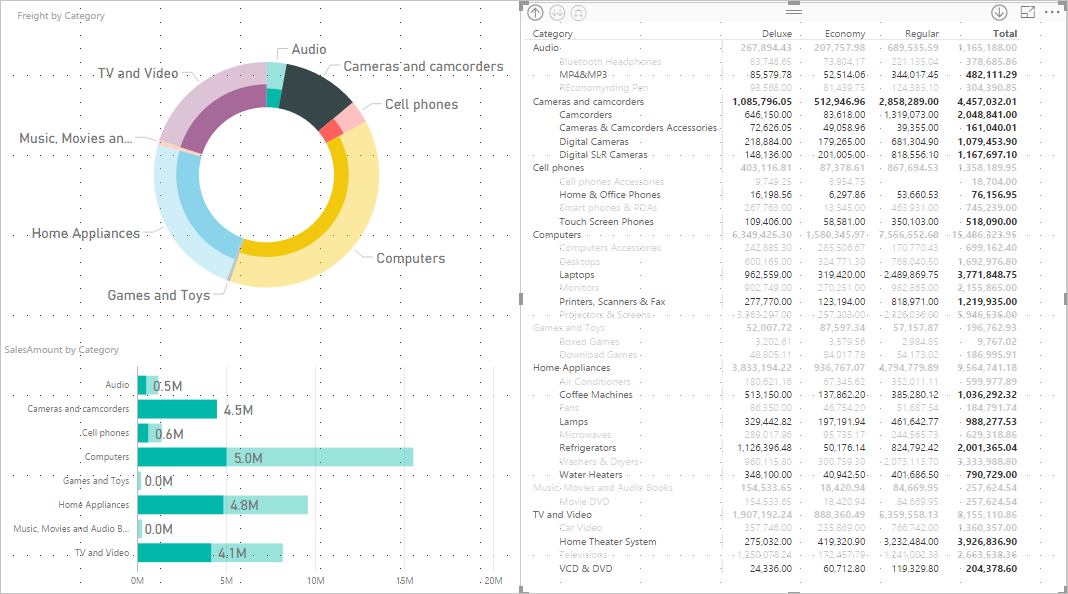 Freight by Category
Audio
Cameras and camcorders
TV and Video
Cell phones
Music, Movies an...
Home Appliances
Computers
Games and Toys
SalesAmount by Category
Audio 0.5M
Cameras and camcorders 4.5M
Cell phones 0.6M
Computers 5.0M
Games and Toys 0.0M
Home Appliances 4.8M
Music, Movies and Audio B... 0.0M
TV and Video 4.1M
0M 5M 10M 15M 20M
Category Deluxe Economy Regular Total
Audio 267,894.43 207,757.98 689,535.59 1,165,188.00
Bluetooth Headphones 83,746.65 73,804.17 221,135.04 378,685.86
MP4&MP3 85,579.78 52,514.06 344,017.45 482,111.29
REconomyrding Pen 98,568.00 81,439.75 124,383.10 304,390.85
Cameras and camcorders 1,085,796.05 512,946.96 2,858,289.00 4,457,032.01
Camcorders 646,150.00 83,618.00 1,319,073.00 2,048,841.00
Cameras & Camcorders Accessories 72,626.05 49,058.96 39,355.00 161,040.01
Digital Cameras 218,884.00 179,265.00 681,304.90 1,079,453.90
Digital SLR Cameras 148,136.00 201,005.00 818,556.10 1,167,697.10
Cell phones 403,116.81 87,378.61 867,694.53 1,358,189.95
Cell phones Accessories 9,749.25 8,954.75 18,704.00
Home & Office Phones 16,198.56 6,297.86 53,660.53 76,156.95
Smart phones & PDAs 267,763.00 13,545.00 463,931.00 745,239.00
Touch Screen Phones 109,406.00 58,581.00 350,103.00 518,090.00
Computers 6,349,425.30 1,580,345.97 7,556,552.68 15,486,323.95
Computers Accessories 242,885.30 285,506.67 170,770.43 699,162.40
Desktops 600,165.00 324,771.30 768,040.50 1,692,976.80
Laptops 962,559.00 319,420.00 2,489,869.75 3,771,848.75
Monitors 902,749.00 270,251.00 982,865.00 2,155,865.00
Printers, Scanners & Fax 277,770.00 123,194.00 818,971.00 1,219,935.00
Projectors & Screens 3,363,297.00 257,203.00 2,326,036.00 5,946,536.00
Games and Toys 52,007.72 87,597.34 57,157.87 196,762.93
Boxed Games 3,202.61 3,579.56 2,984.85 9,767.02
Download Games 48,805.11 84,017.78 54,173.02 186,995.91
Home Appliances 3,833,194.22 936,767.07 4,794,779.89 9,564,741.18
Air Conditioners 180,621.16 67,345.62 352,011.11 599,977.89
Coffee Machines 513,150.00 137,862.20 385,280.12 1,036,292.32
Fans 86,350.00 46,754.20 51,687.54 184,791.74
Lamps 329,442.82 197,191.94 461,642.77 988,277.53
Microwaves 289,017.96 95,735.17 244,565.73 629,318.86
Refrigerators 1,126,396.48 50,176.14 824,792.42 2,001,365.04
Washers & Dryers 960,115.80 300,759.30 2,073,113.70 3,333,988.80
Water Heaters 348,100.00 40,942.50 401,686.50 790,729.00
Music, Movies and Audio Books 154,533.65 18,420.94 84,669.95 257,624.54
Movie DVD 154,533.65 18,420.94 84,669.95 257,624.54
TV and Video 1,907,192.24 888,360.49 5,359,558.13 8,155,110.86
Car Video 357,746.00 235,869.00 766,742.00 1,360,357.00
Home Theater System 275,032.00 419,320.90 3,232,484.00 3,926,836.90
Televisions 1,250,078.24 172,457.79 1,241,002.33 2,663,538.36
VCD & DVD 24,336.00 60,712.80 119,329.80 204,378.60